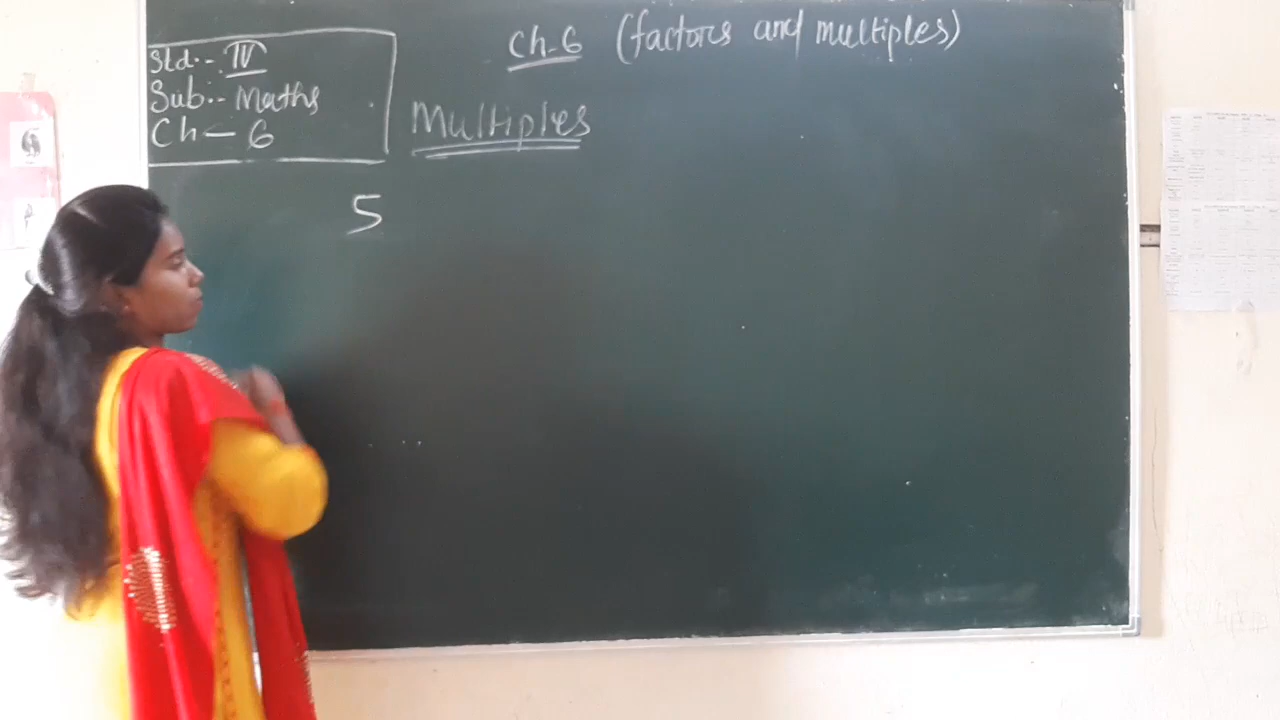 Ch-6 (factors and multiples)
Std.- IV
Sub.- Maths
Ch - 6
Multiples
5